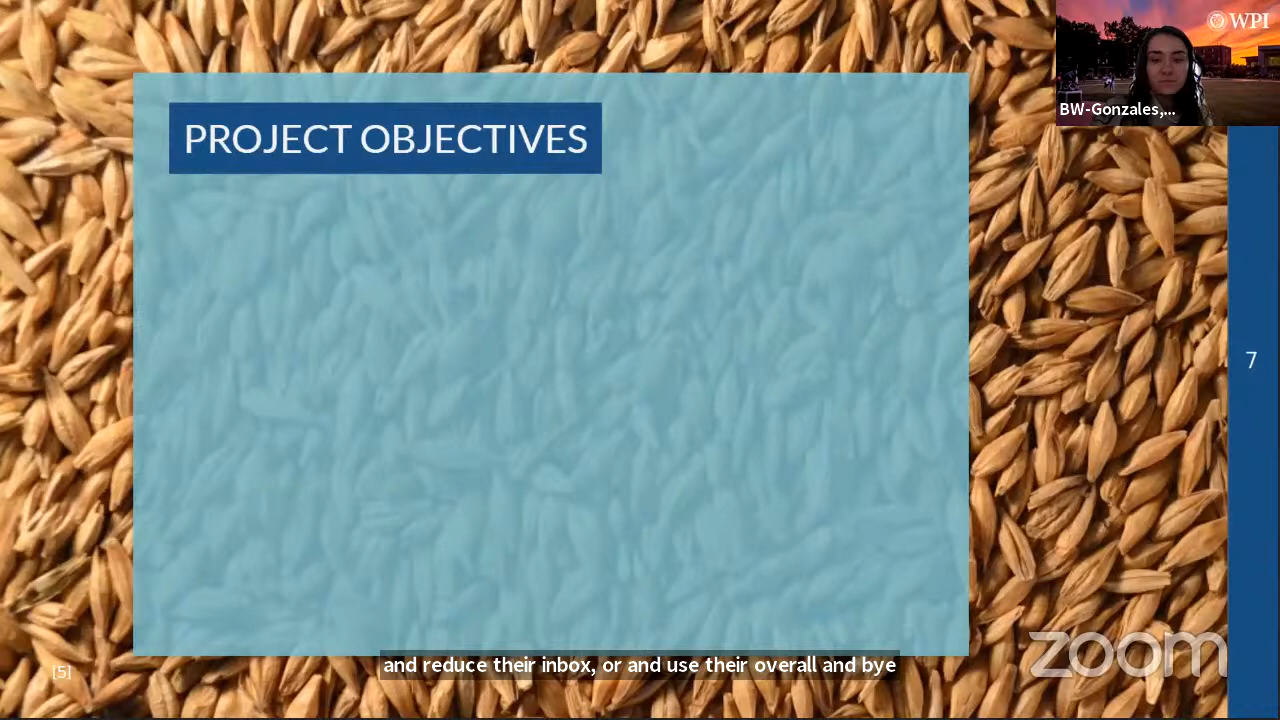 WPI
BW-Gonzales,...
PROJECT OBJECTIVES
7
and reduce their inbox, or and use their overall and bye
[5]
zoom